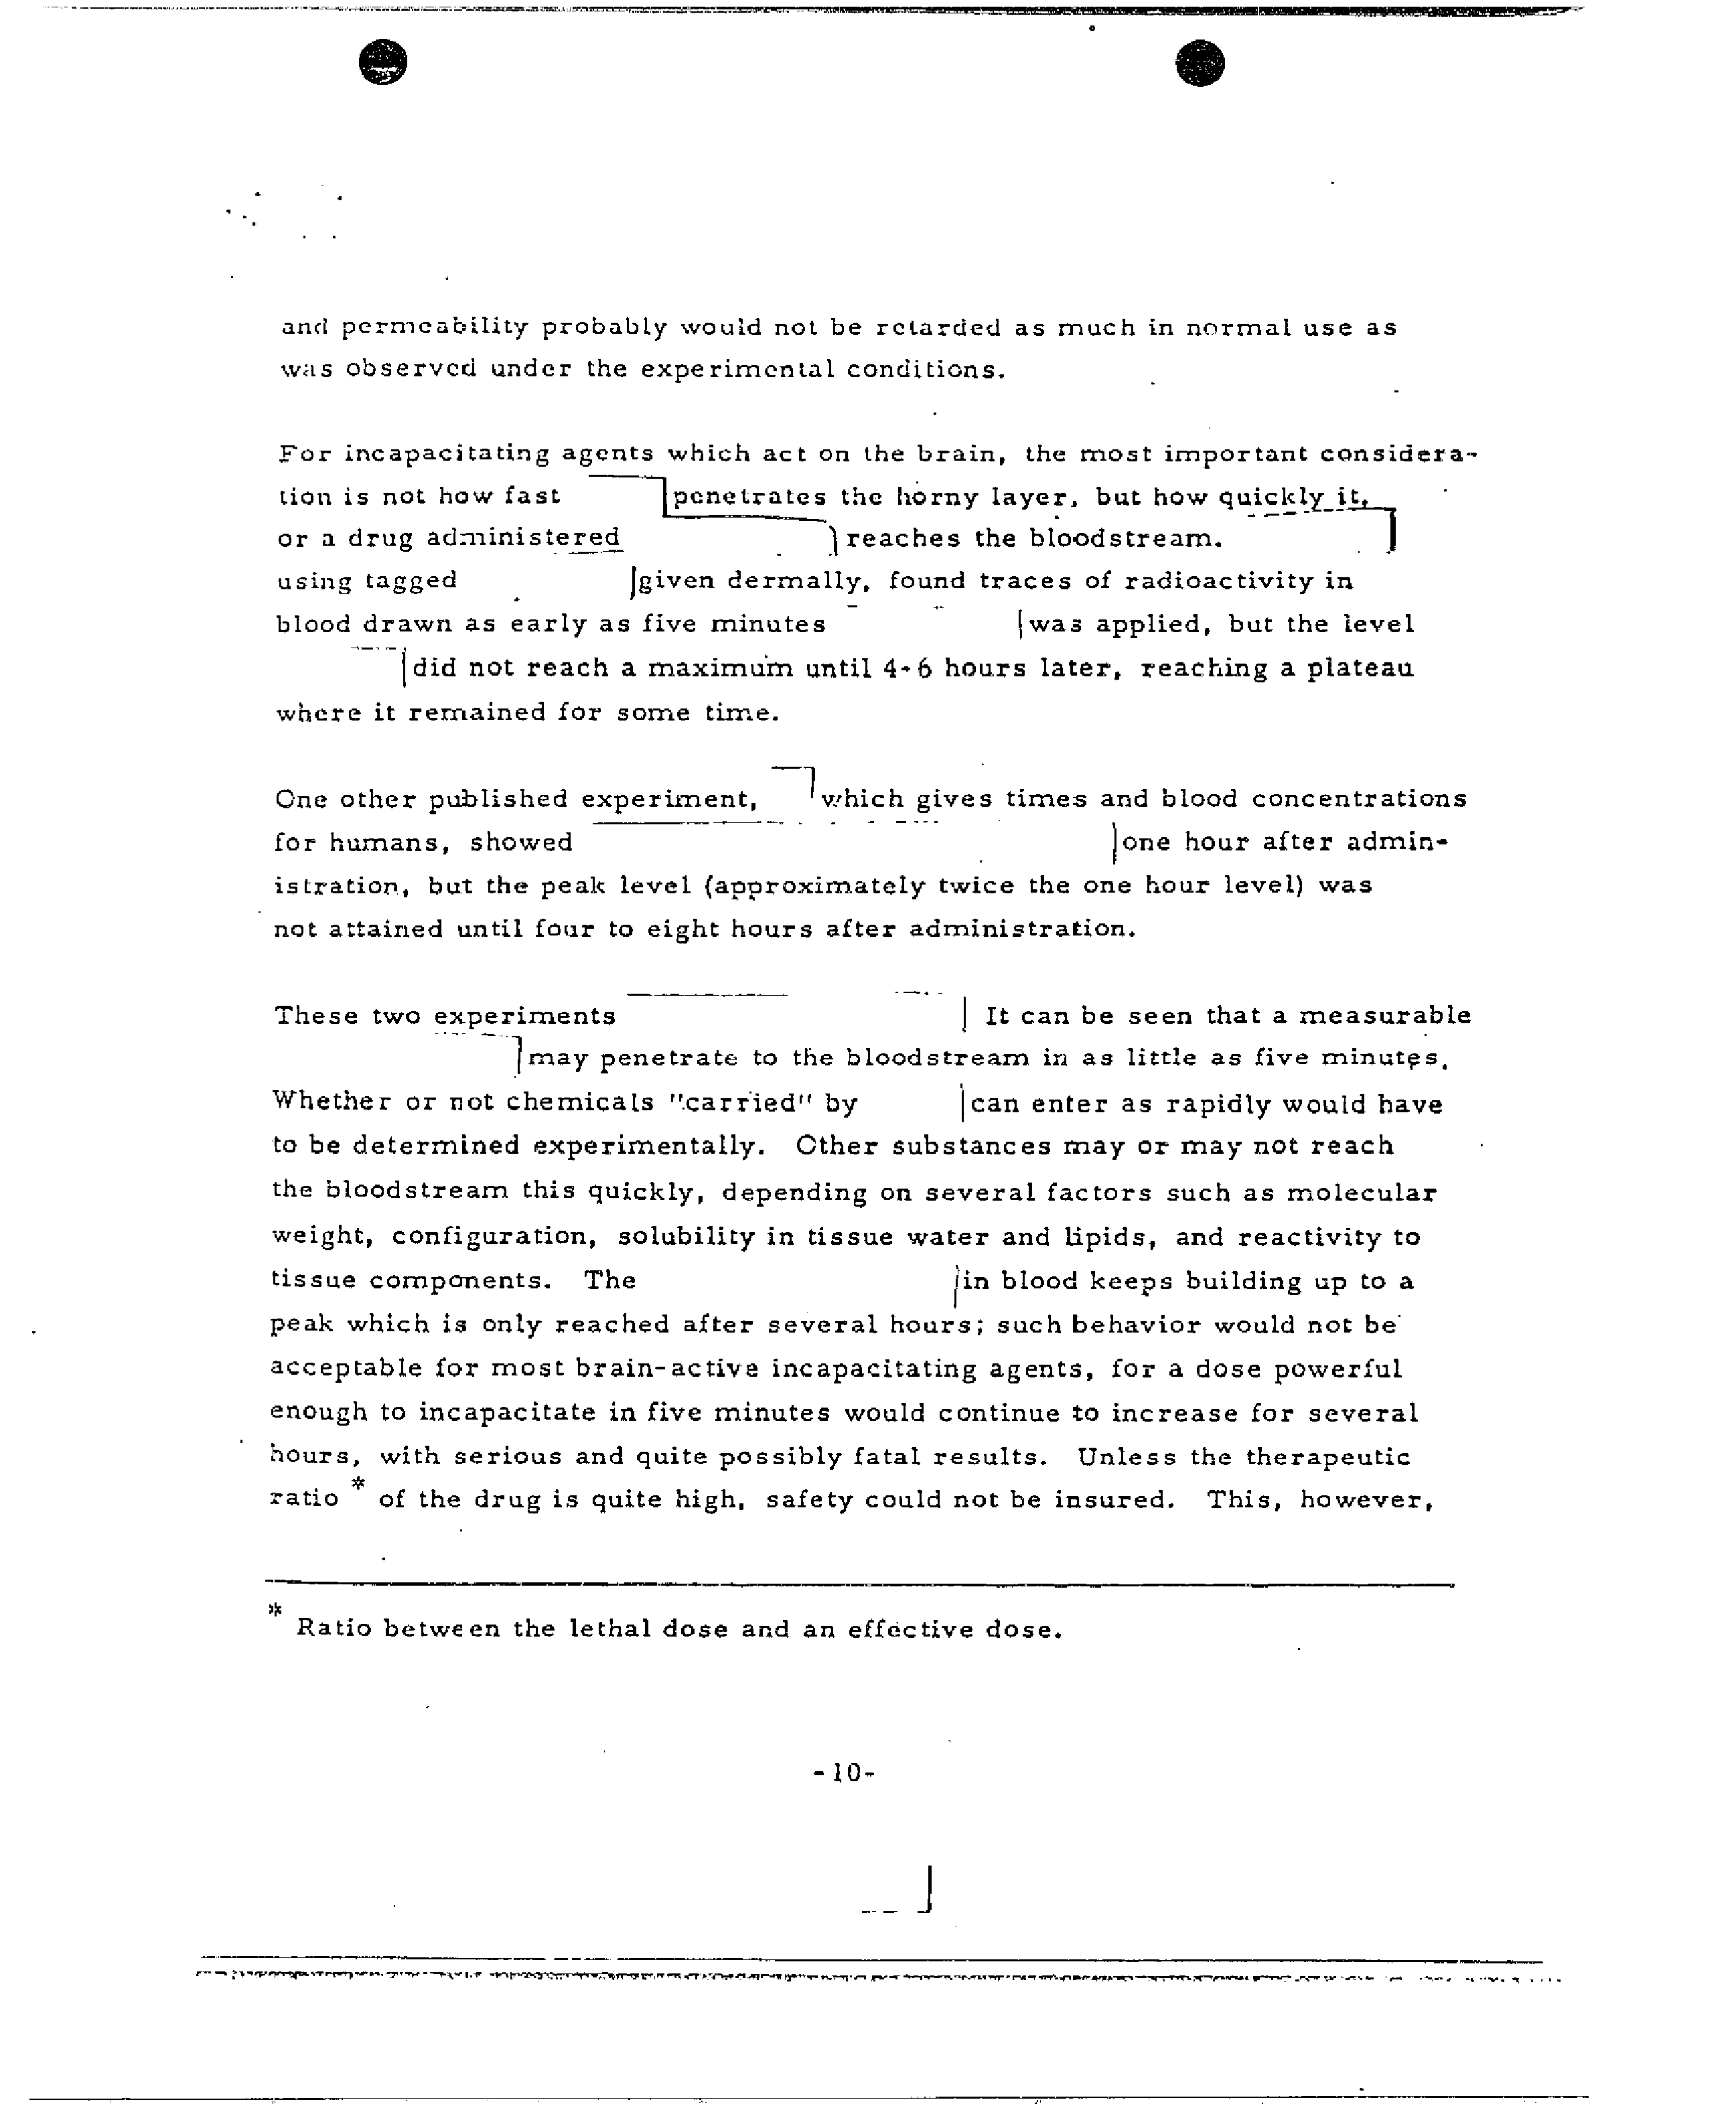 and permeability probably would not be retarded as much in normal use as
was observed under the experimental conditions.
For incapacitating agents which act on the brain, the most important considera-
tion is not how fast penetrates the horny layer, but how quickly it,
or a drug administered reaches the bloodstream.
using tagged given dermally, found traces of radioactivity in
blood drawn as early as five minutes was applied, but the level
did not reach a maximum until 4-6 hours later, reaching a plateau
where it remained for some time.
One other published experiment, which gives times and blood concentrations
for humans, showed one hour after admin-
istration, but the peak level (approximately twice the one hour level) was
not attained until four to eight hours after administration.
These two experiments It can be seen that a measurable
may penetrate to the bloodstream in as little as five minutes.
Whether or not chemicals "carried" by can enter as rapidly would have
to be determined experimentally. Other substances may or may not reach
the bloodstream this quickly, depending on several factors such as molecular
weight, configuration, solubility in tissue water and lipids, and reactivity to
tissue components. The in blood keeps building up to a
peak which is only reached after several hours; such behavior would not be
acceptable for most brain-active incapacitating agents, for a dose powerful
enough to incapacitate in five minutes would continue to increase for several
hours, with serious and quite possibly fatal results. Unless the therapeutic
ratio * of the drug is quite high, safety could not be insured. This, however,
* Ratio between the lethal dose and an effective dose.
-10-